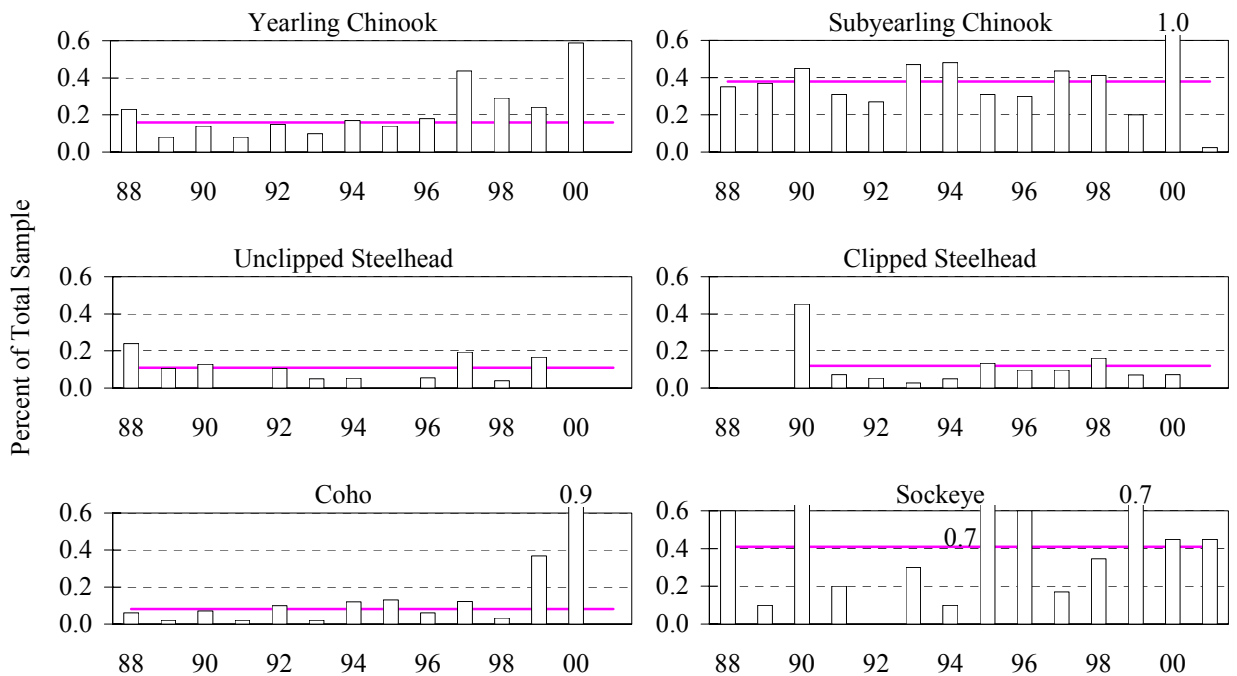 Yearling Chinook
Subyearling Chinook 1.0
0.6
0.4
0.2
0.0
88 90 92 94 96 98 00
0.6
0.4
0.2
0.0
88 90 92 94 96 98 00
Percent of Total Sample
Unclipped Steelhead
0.6
0.4
0.2
0.0
88 90 92 94 96 98 00
Clipped Steelhead
0.6
0.4
0.2
0.0
88 90 92 94 96 98 00
Coho 0.9
0.6
0.4
0.2
0.0
88 90 92 94 96 98 00
Sockeye 0.7
0.6
0.7
0.4
0.2
0.0
88 90 92 94 96 98 00